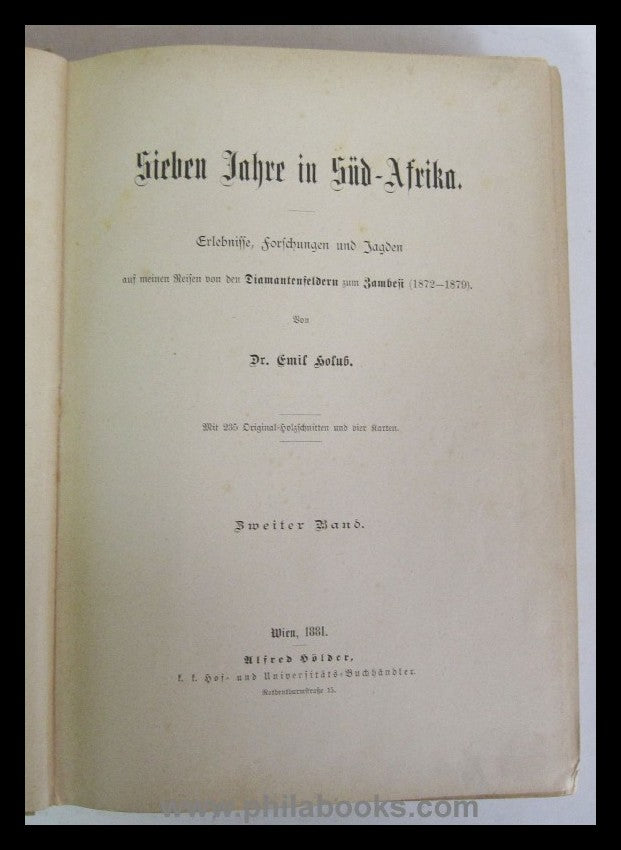 Sieben Jahre in Süd-Afrika.
Erlebnisse, Forschungen und Jagden
auf meinen Reisen von den Diamantenfeldern zum Zambesi (1872—1879).
Von
Dr. Emil Holub.
Mit 235 Original-Holzschnitten und vier Karten.
Zweiter Band.
Wien, 1881.
Alfred Hölder,
k. k. Hof- und Universitäts-Buchhändler.
Rothenthurmstraße 15.
www.philabooks.com